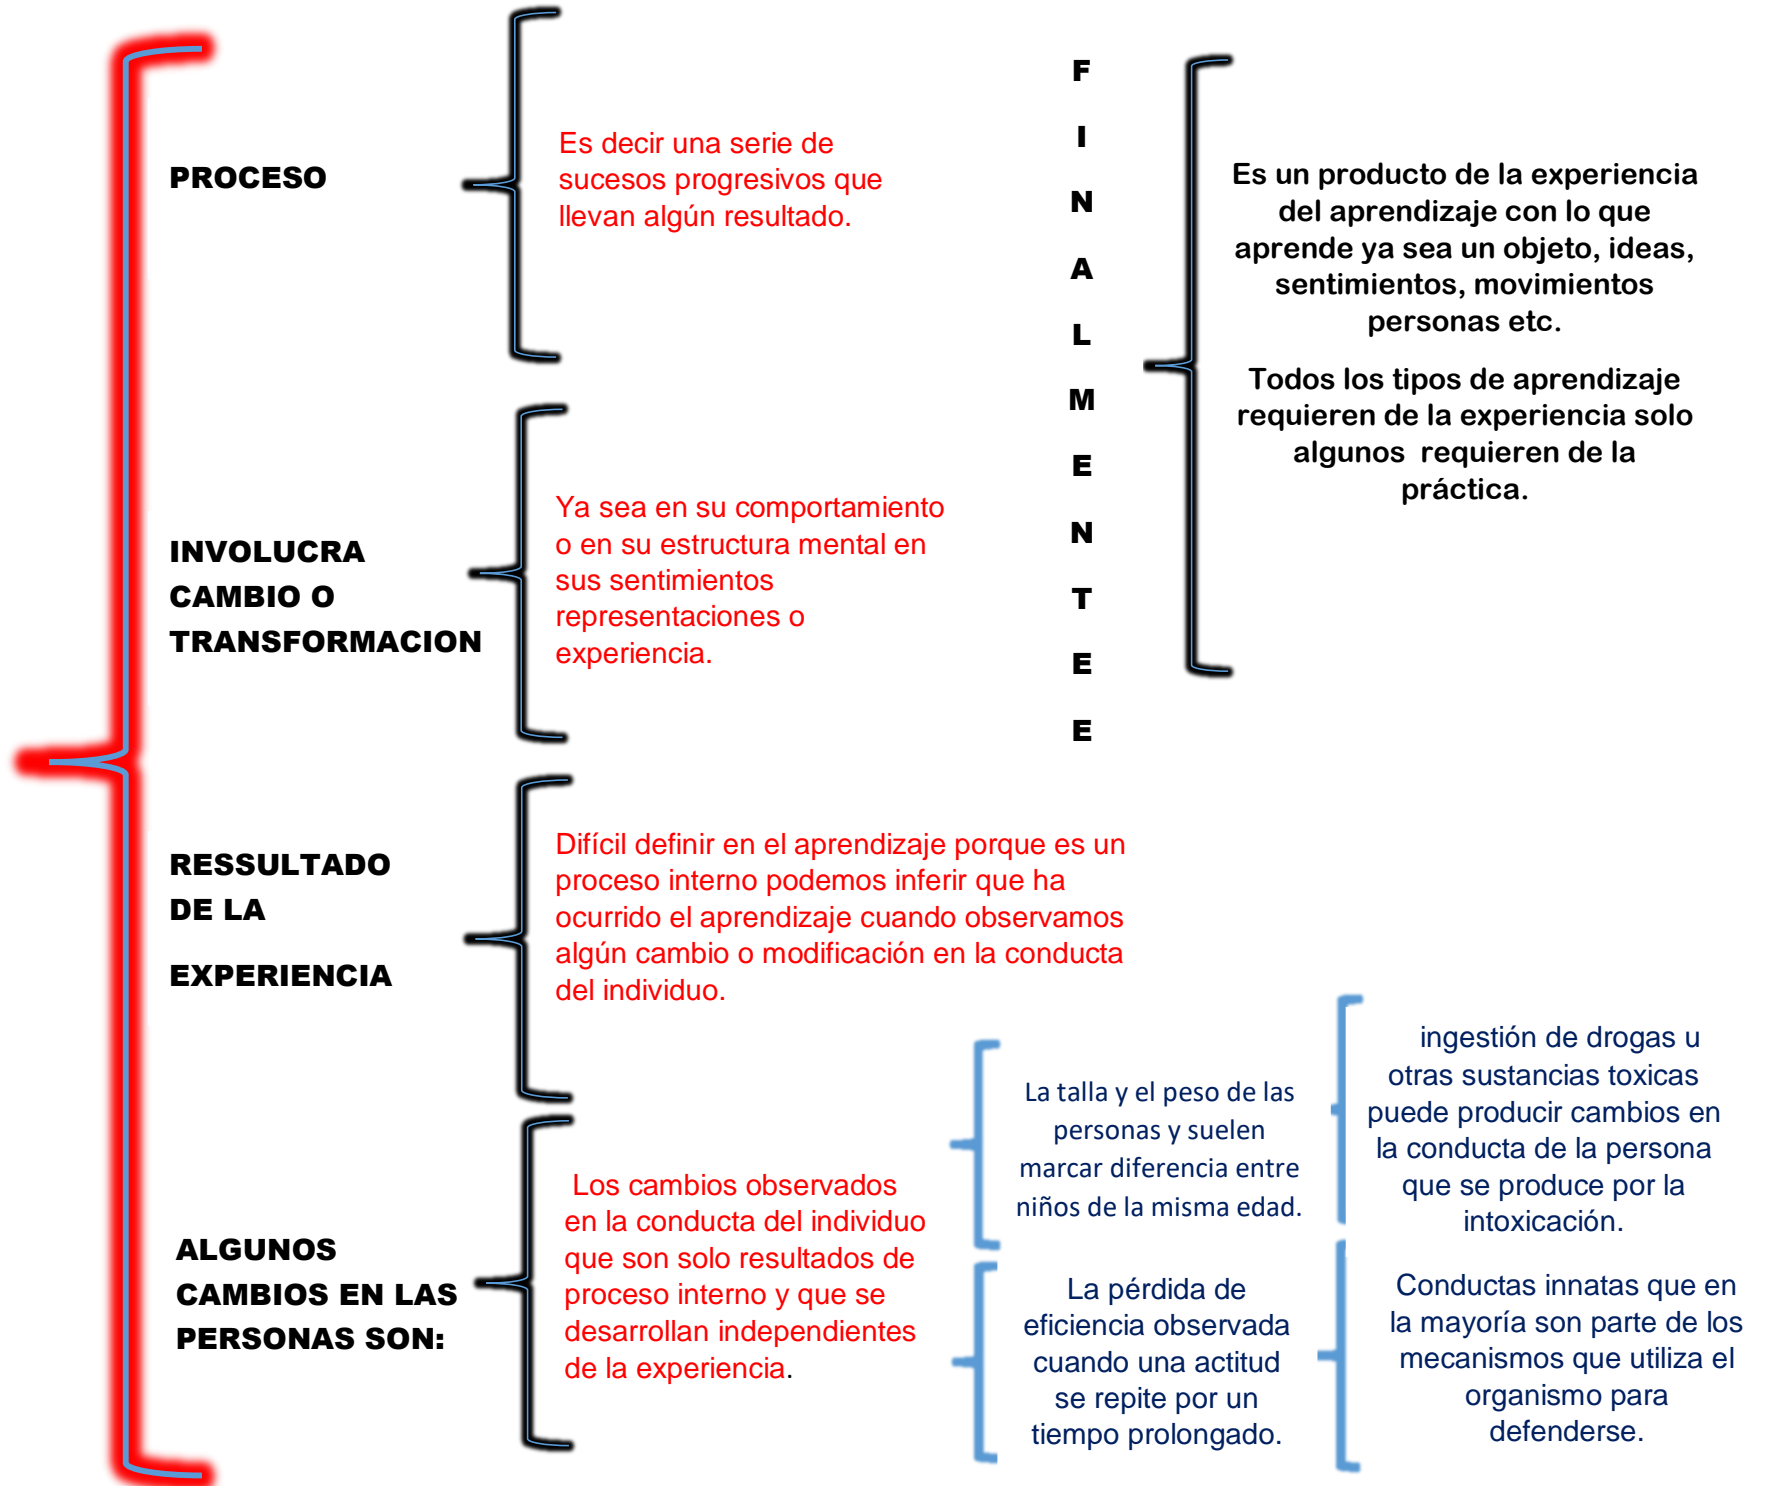 PROCESO
Es decir una serie de
sucesos progresivos que
llevan algún resultado.
INVOLUCRA
CAMBIO O
TRANSFORMACION
Ya sea en su comportamiento
o en su estructura mental en
sus sentimientos
representaciones o
experiencia.
RESSULTADO
DE LA
EXPERIENCIA
Difícil definir en el aprendizaje porque es un
proceso interno podemos inferir que ha
ocurrido el aprendizaje cuando observamos
algún cambio o modificación en la conducta
del individuo.
ALGUNOS
CAMBIOS EN LAS
PERSONAS SON:
Los cambios observados
en la conducta del individuo
que son solo resultados de
proceso interno y que se
desarrollan independientes
de la experiencia.
La talla y el peso de las
personas y suelen
marcar diferencia entre
niños de la misma edad.
La pérdida de
eficiencia observada
cuando una actitud
se repite por un
tiempo prolongado.
ingestión de drogas u
otras sustancias toxicas
puede producir cambios en
la conducta de la persona
que se produce por la
intoxicación.
Conductas innatas que en
la mayoría son parte de los
mecanismos que utiliza el
organismo para
defenderse.
F
I
N
A
L
M
E
N
T
E
E
Es un producto de la experiencia
del aprendizaje con lo que
aprende ya sea un objeto, ideas,
sentimientos, movimientos
personas etc.
Todos los tipos de aprendizaje
requieren de la experiencia solo
algunos  requieren de la
práctica.